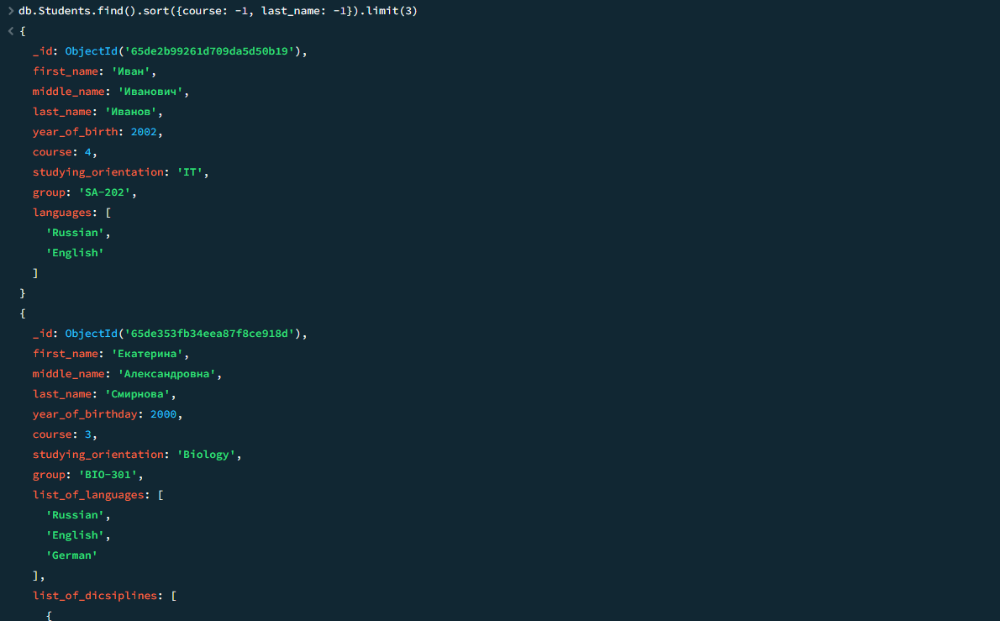 > db.Students.find().sort({course: -1, last_name: -1}).limit(3)
< {
_id: ObjectId('65de2b99261d709da5d50b19'),
first_name: 'Иван',
middle_name: 'Иванович',
last_name: 'Иванов',
year_of_birth: 2002,
course: 4,
studying_orientation: 'IT',
group: 'SA-202',
languages: [
'Russian',
'English'
]
}
{
_id: ObjectId('65de353fb34eea87f8ce918d'),
first_name: 'Екатерина',
middle_name: 'Александровна',
last_name: 'Смирнова',
year_of_birthday: 2000,
course: 3,
studying_orientation: 'Biology',
group: 'BIO-301',
list_of_languages: [
'Russian',
'English',
'German'
],
list_of_dicsiplines: [
{